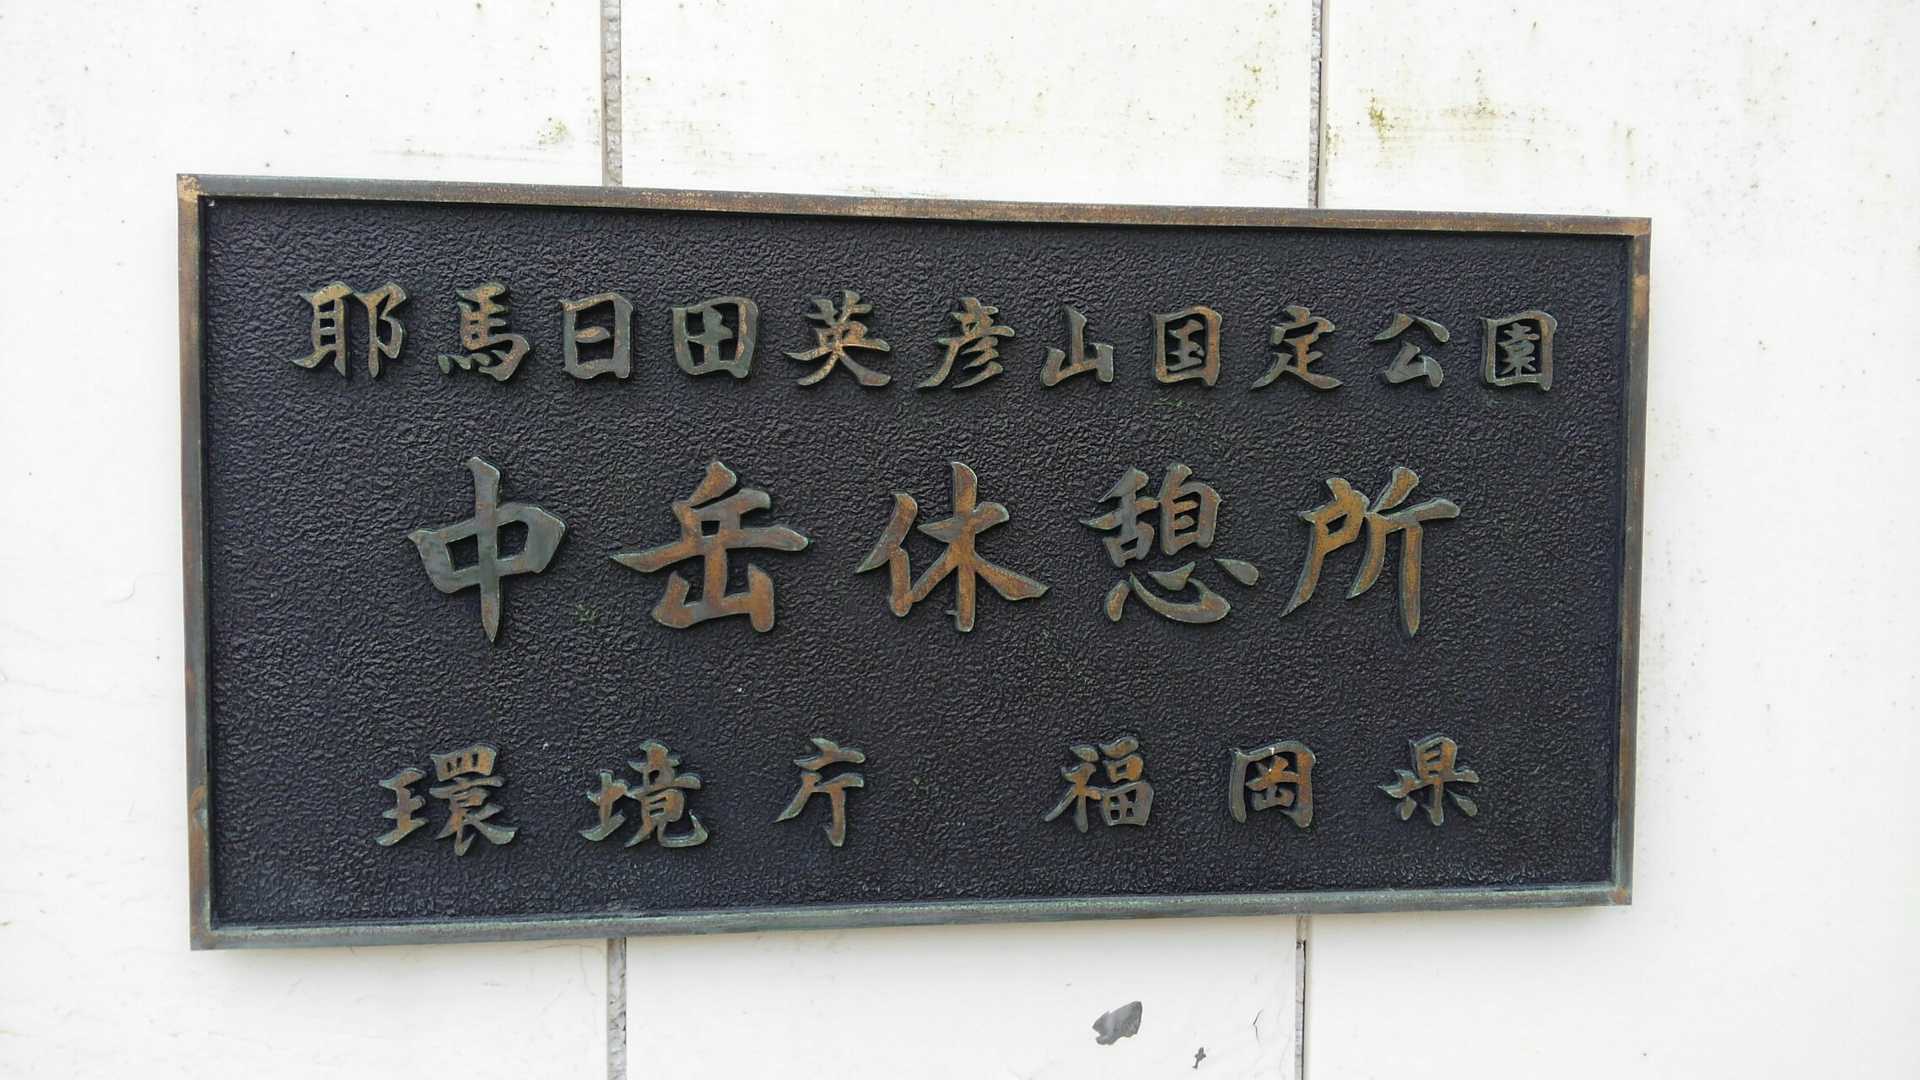 耶馬日田英彦山国定公園
中岳休憩所
環境庁 福岡県